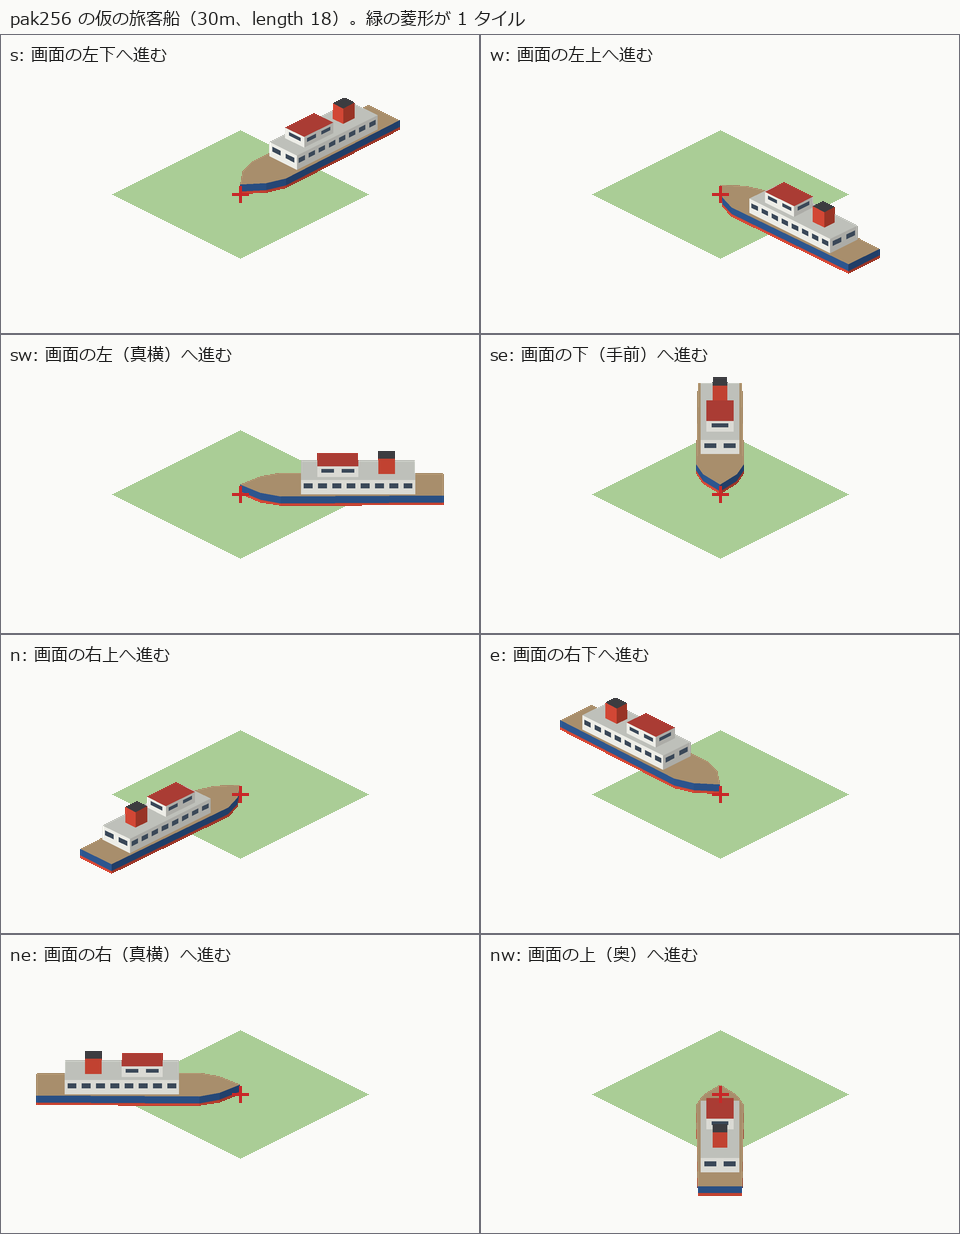 pak256 の仮の旅客船（30m、length 18）。緑の菱形が 1 タイル
s: 画面の左下へ進む
w: 画面の左上へ進む
sw: 画面の左（真横）へ進む
se: 画面の下（手前）へ進む
n: 画面の右上へ進む
e: 画面の右下へ進む
ne: 画面の右（真横）へ進む
nw: 画面の上（奥）へ進む